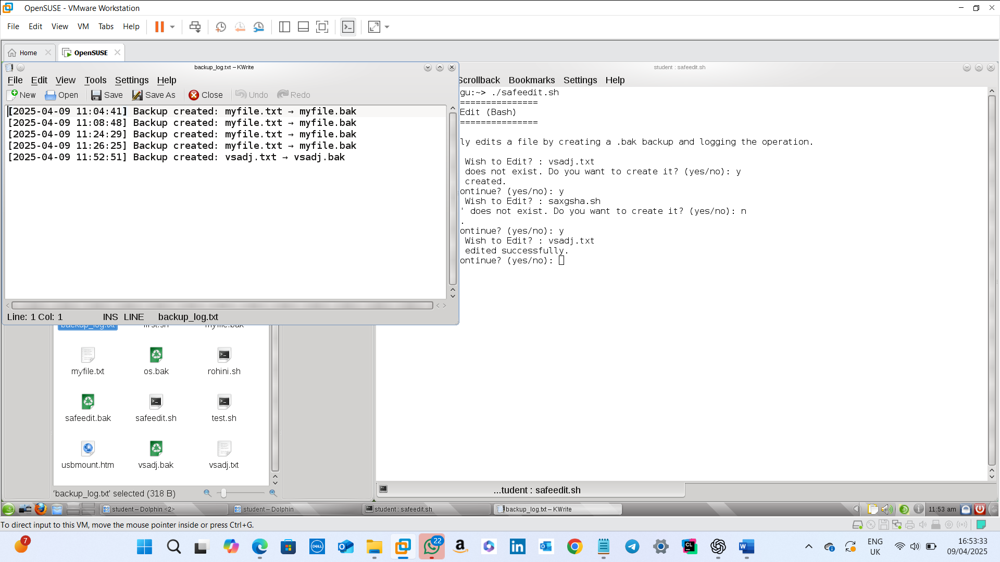 OpenSUSE - VMware Workstation
File Edit View VM Tabs Help
Home
OpenSUSE
backup_log.txt – KWrite
File Edit View Tools Settings Help
New Open Save Save As Close Undo Redo
[2025-04-09 11:04:41] Backup created: myfile.txt → myfile.bak
[2025-04-09 11:08:48] Backup created: myfile.txt → myfile.bak
[2025-04-09 11:24:29] Backup created: myfile.txt → myfile.bak
[2025-04-09 11:26:25] Backup created: myfile.txt → myfile.bak
[2025-04-09 11:52:51] Backup created: vsadj.txt → vsadj.bak
Line: 1 Col: 1 INS LINE backup_log.txt
student : safeedit.sh
Scrollback Bookmarks Settings Help
gu:~> ./safeedit.sh
===============
Edit (Bash)
===============
ly edits a file by creating a .bak backup and logging the operation.
Wish to Edit? : vsadj.txt
does not exist. Do you want to create it? (yes/no): y
created.
ontinue? (yes/no): y
Wish to Edit? : saxgsha.sh
' does not exist. Do you want to create it? (yes/no): n
.
ontinue? (yes/no): y
Wish to Edit? : vsadj.txt
edited successfully.
ontinue? (yes/no):
backup_log.txt first.sh myfile.bak
myfile.txt os.bak rohini.sh
safeedit.bak safeedit.sh test.sh
usbmount.htm vsadj.bak vsadj.txt
'backup_log.txt' selected (318 B)
...tudent : safeedit.sh
student – Dolphin <2>
student – Dolphin
student : safeedit.sh
backup_log.txt – KWrite
11:53 am
To direct input to this VM, move the mouse pointer inside or press Ctrl+G.
7
DELL
22
a
in
CL
W
ENG
UK
16:53:33
09/04/2025